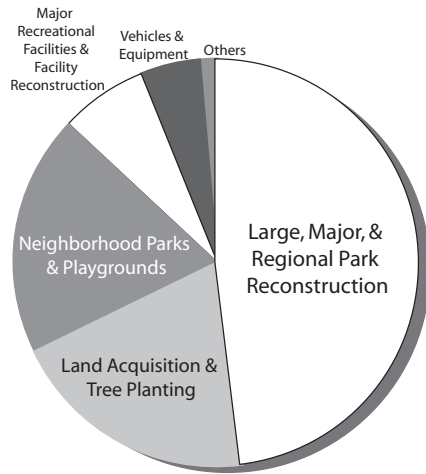 Major
Recreational
Facilities &
Facility
Reconstruction
Vehicles &
Equipment
Others
Large, Major, &
Regional Park
Reconstruction
Neighborhood Parks
& Playgrounds
Land Acquisition &
Tree Planting